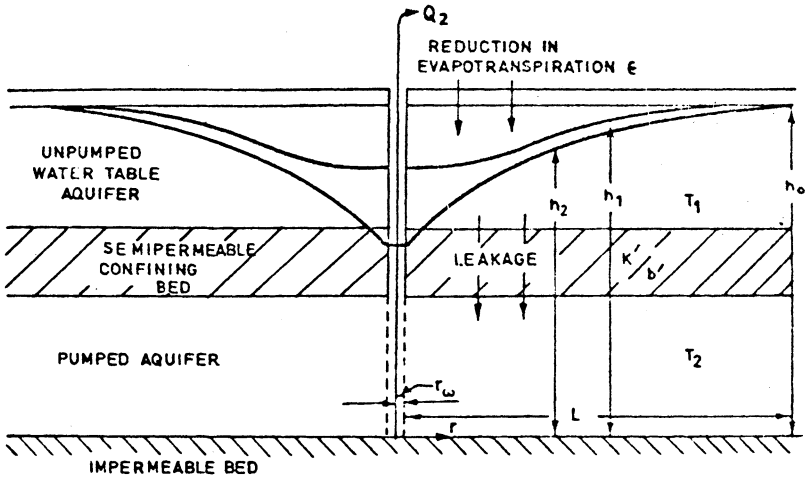 Q2
REDUCTION IN
EVAPOTRANSPIRATION ε
UNPUMPED
WATER TABLE
AQUIFER
h2
h1
T1
h0
SEMIPERMEABLE
CONFINING
BED
LEAKAGE
K'
b'
PUMPED AQUIFER
T2
rω
L
r
IMPERMEABLE BED